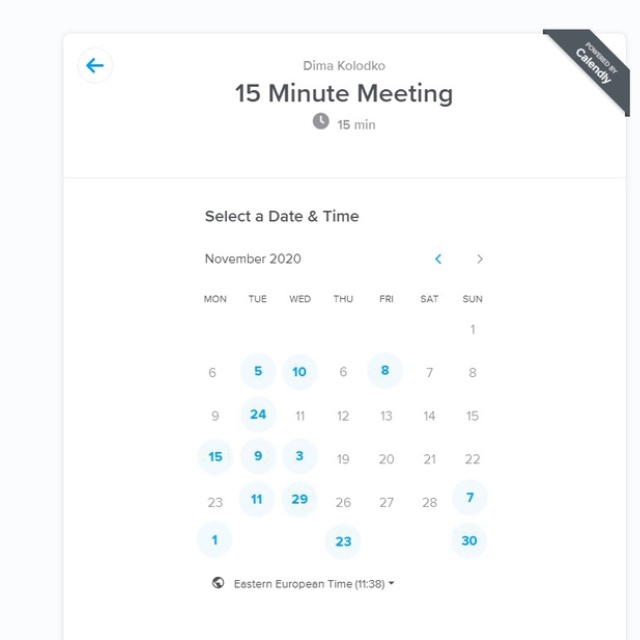 POWERED BY
Calendly
Dima Kolodko
15 Minute Meeting
15 min
Select a Date & Time
November 2020
MON TUE WED THU FRI SAT SUN
1
6 5 10 6 8 7 8
9 24 11 12 13 14 15
15 9 3 19 20 21 22
23 11 29 26 27 28 7
1 23 30
Eastern European Time (11:38)